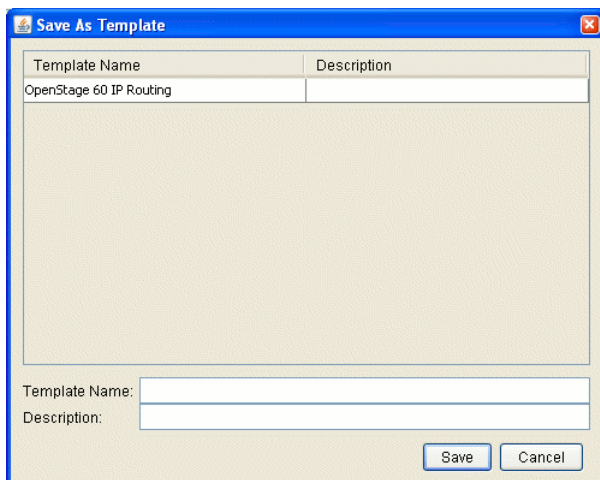 Save As Template
Template Name Description
OpenStage 60 IP Routing
Template Name:
Description:
Save Cancel